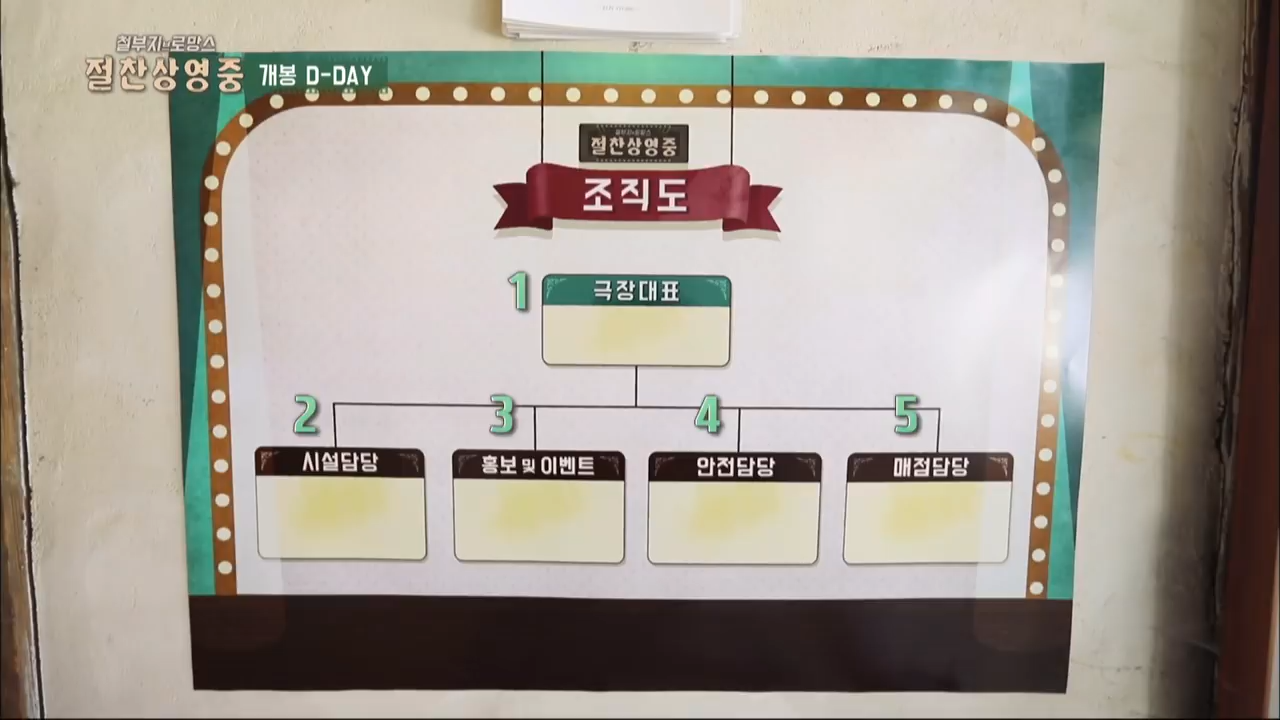 철부지브로망스
절찬상영중 개봉 D-DAY
절찬상영중
조직도
1 극장대표
2 3 4 5
시설담당 홍보 및 이벤트 안전담당 매점담당